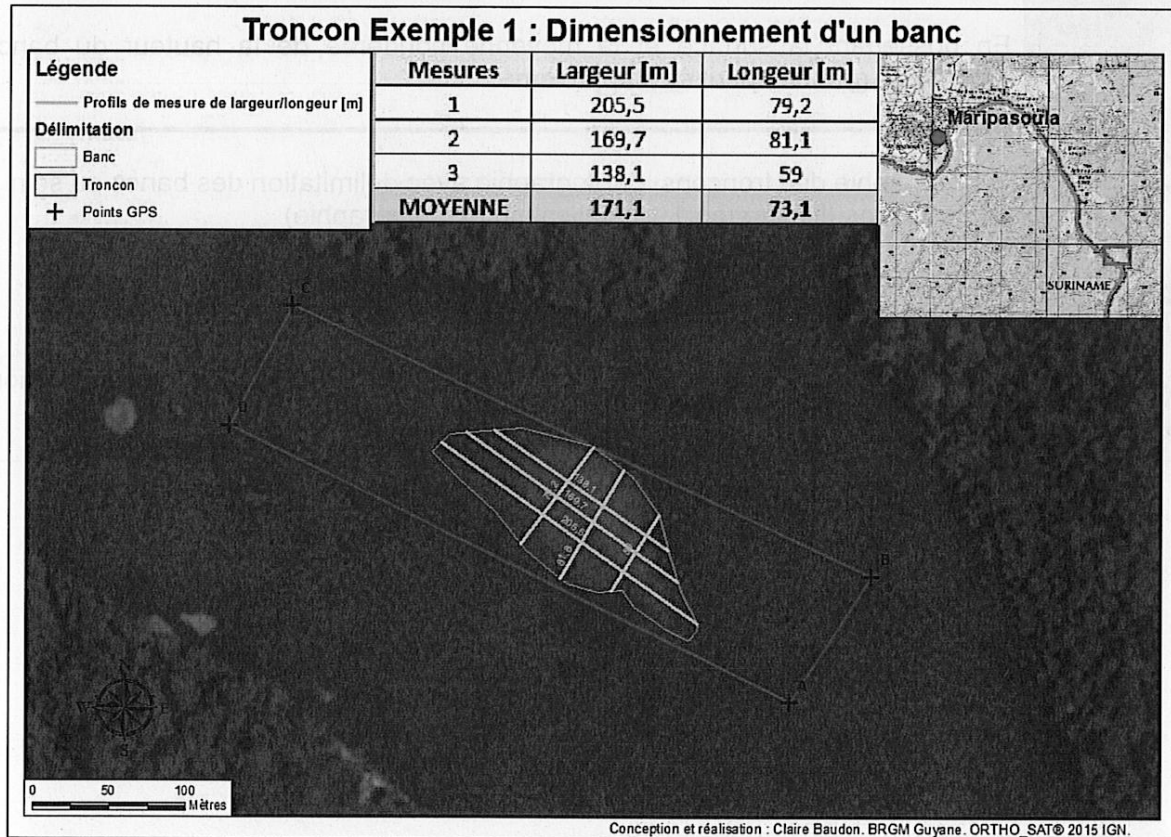 Troncon Exemple 1 : Dimensionnement d'un banc
Légende
Profils de mesure de largeur/longeur [m]
Délimitation
Banc
Troncon
Points GPS
Mesures Largeur [m] Longeur [m]
1 205,5 79,2
2 169,7 81,1
3 138,1 59
MOYENNE 171,1 73,1
Maripasoula
SURINAME
C
D
B
A
138,1
169,7
205,5
N
W E
S
0 50 100
Mètres
Conception et réalisation : Claire Baudon. BRGM Guyane. ORTHO_SAT® 2015 IGN.